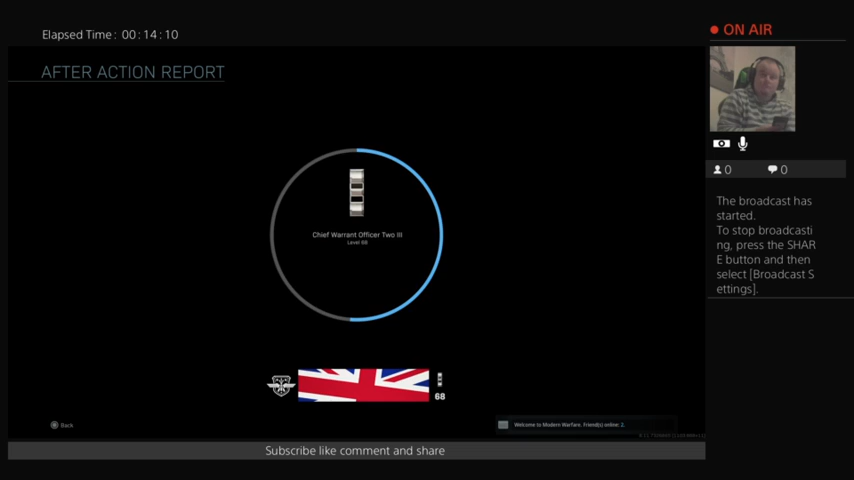 Elapsed Time: 00:14:10
ON AIR
AFTER ACTION REPORT
0 0
Chief Warrant Officer Two III
Level 68
The broadcast has
started.
To stop broadcasti
ng, press the SHAR
E button and then
select [Broadcast S
ettings].
68
Back
Welcome to Modern Warfare. Friend(s) online: 2.
Subscribe like comment and share